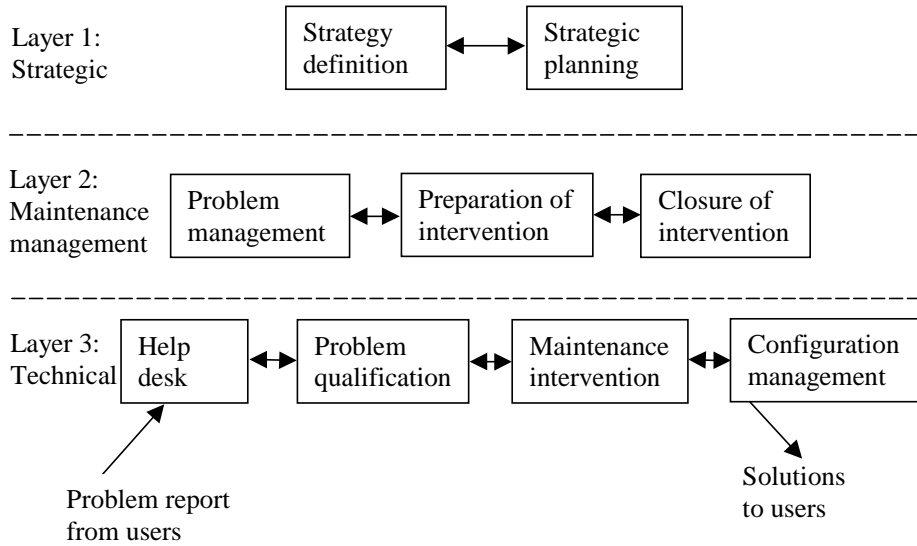 Layer 1:
Strategic
Strategy
definition
Strategic
planning
Layer 2:
Maintenance
management
Problem
management
Preparation of
intervention
Closure of
intervention
Layer 3:
Technical
Help
desk
Problem
qualification
Maintenance
intervention
Configuration
management
Problem report
from users
Solutions
to users